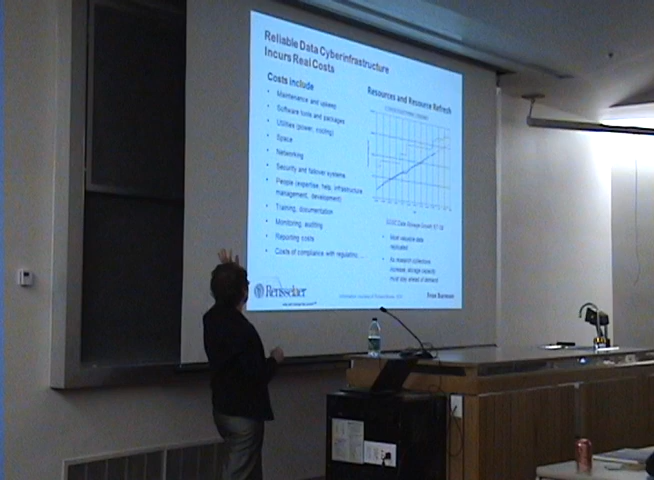 Reliable Data Cyberinfrastructure
Incurs Real Costs
Costs include
• Maintenance and upkeep
• Software tools and packages
• Utilities (power, cooling)
• Space
• Networking
• Security and failover systems
• People (expertise, help, infrastructure
management, development)
• Training, documentation
• Monitoring, auditing
• Reporting costs
• Costs of compliance with regulation, ...
Resources and Resource Refresh
• Most valuable data
replicated
• As research collections
increase, storage capacity
must stay ahead of demand
Rensselaer
Fran Berman